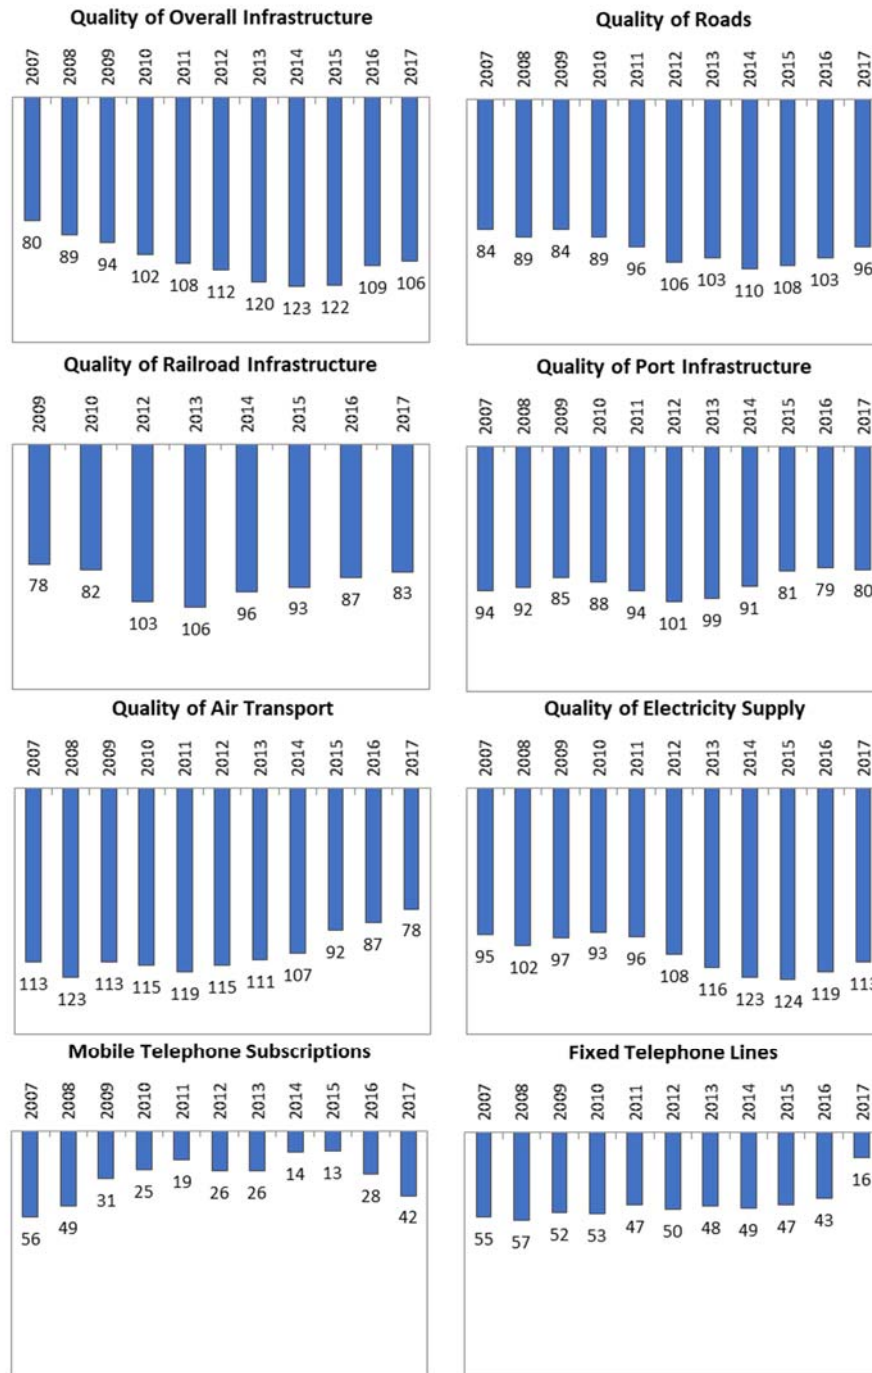 Quality of Overall Infrastructure
2007 2008 2009 2010 2011 2012 2013 2014 2015 2016 2017
80 89 94 102 108 112 120 123 122 109 106
Quality of Roads
2007 2008 2009 2010 2011 2012 2013 2014 2015 2016 2017
84 89 84 89 96 106 103 110 108 103 96
Quality of Railroad Infrastructure
2009 2010 2012 2013 2014 2015 2016 2017
78 82 103 106 96 93 87 83
Quality of Port Infrastructure
2007 2008 2009 2010 2011 2012 2013 2014 2015 2016 2017
94 92 85 88 94 101 99 91 81 79 80
Quality of Air Transport
2007 2008 2009 2010 2011 2012 2013 2014 2015 2016 2017
113 123 113 115 119 115 111 107 92 87 78
Quality of Electricity Supply
2007 2008 2009 2010 2011 2012 2013 2014 2015 2016 2017
95 102 97 93 96 108 116 123 124 119 113
Mobile Telephone Subscriptions
2007 2008 2009 2010 2011 2012 2013 2014 2015 2016 2017
56 49 31 25 19 26 26 14 13 28 42
Fixed Telephone Lines
2007 2008 2009 2010 2011 2012 2013 2014 2015 2016 2017
55 57 52 53 47 50 48 49 47 43 16